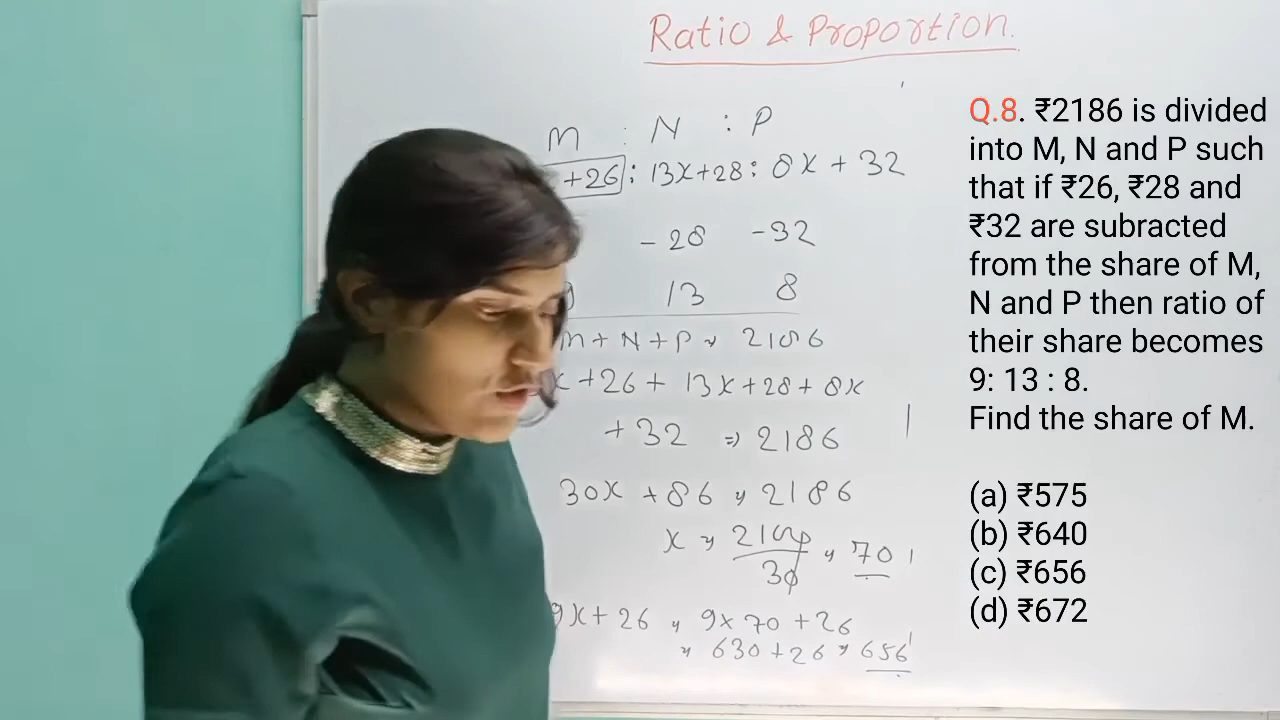 Ratio & Proportion.
M : N : P
+26 : 13x+28 : 8x + 32
-28 -32
13 8
M + N + P = 2186
x +26 + 13x+28+8x
+32 => 2186
30x +86 = 2186
x = 2100/30 = 70
9x+26 = 9x70 +26
= 630+26 = 656
Q.8. ₹2186 is divided
into M, N and P such
that if ₹26, ₹28 and
₹32 are subracted
from the share of M,
N and P then ratio of
their share becomes
9: 13 : 8.
Find the share of M.
(a) ₹575
(b) ₹640
(c) ₹656
(d) ₹672